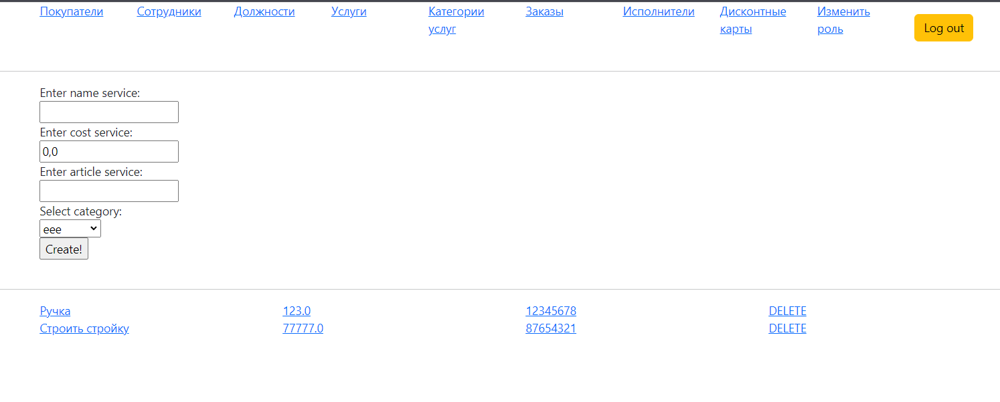 Покупатели Сотрудники Должности Услуги Категории услуг Заказы Исполнители Дисконтные карты Изменить роль Log out
Enter name service:
Enter cost service:
0,0
Enter article service:
Select category:
eee
Create!
Ручка 123.0 12345678 DELETE
Строить стройку 77777.0 87654321 DELETE